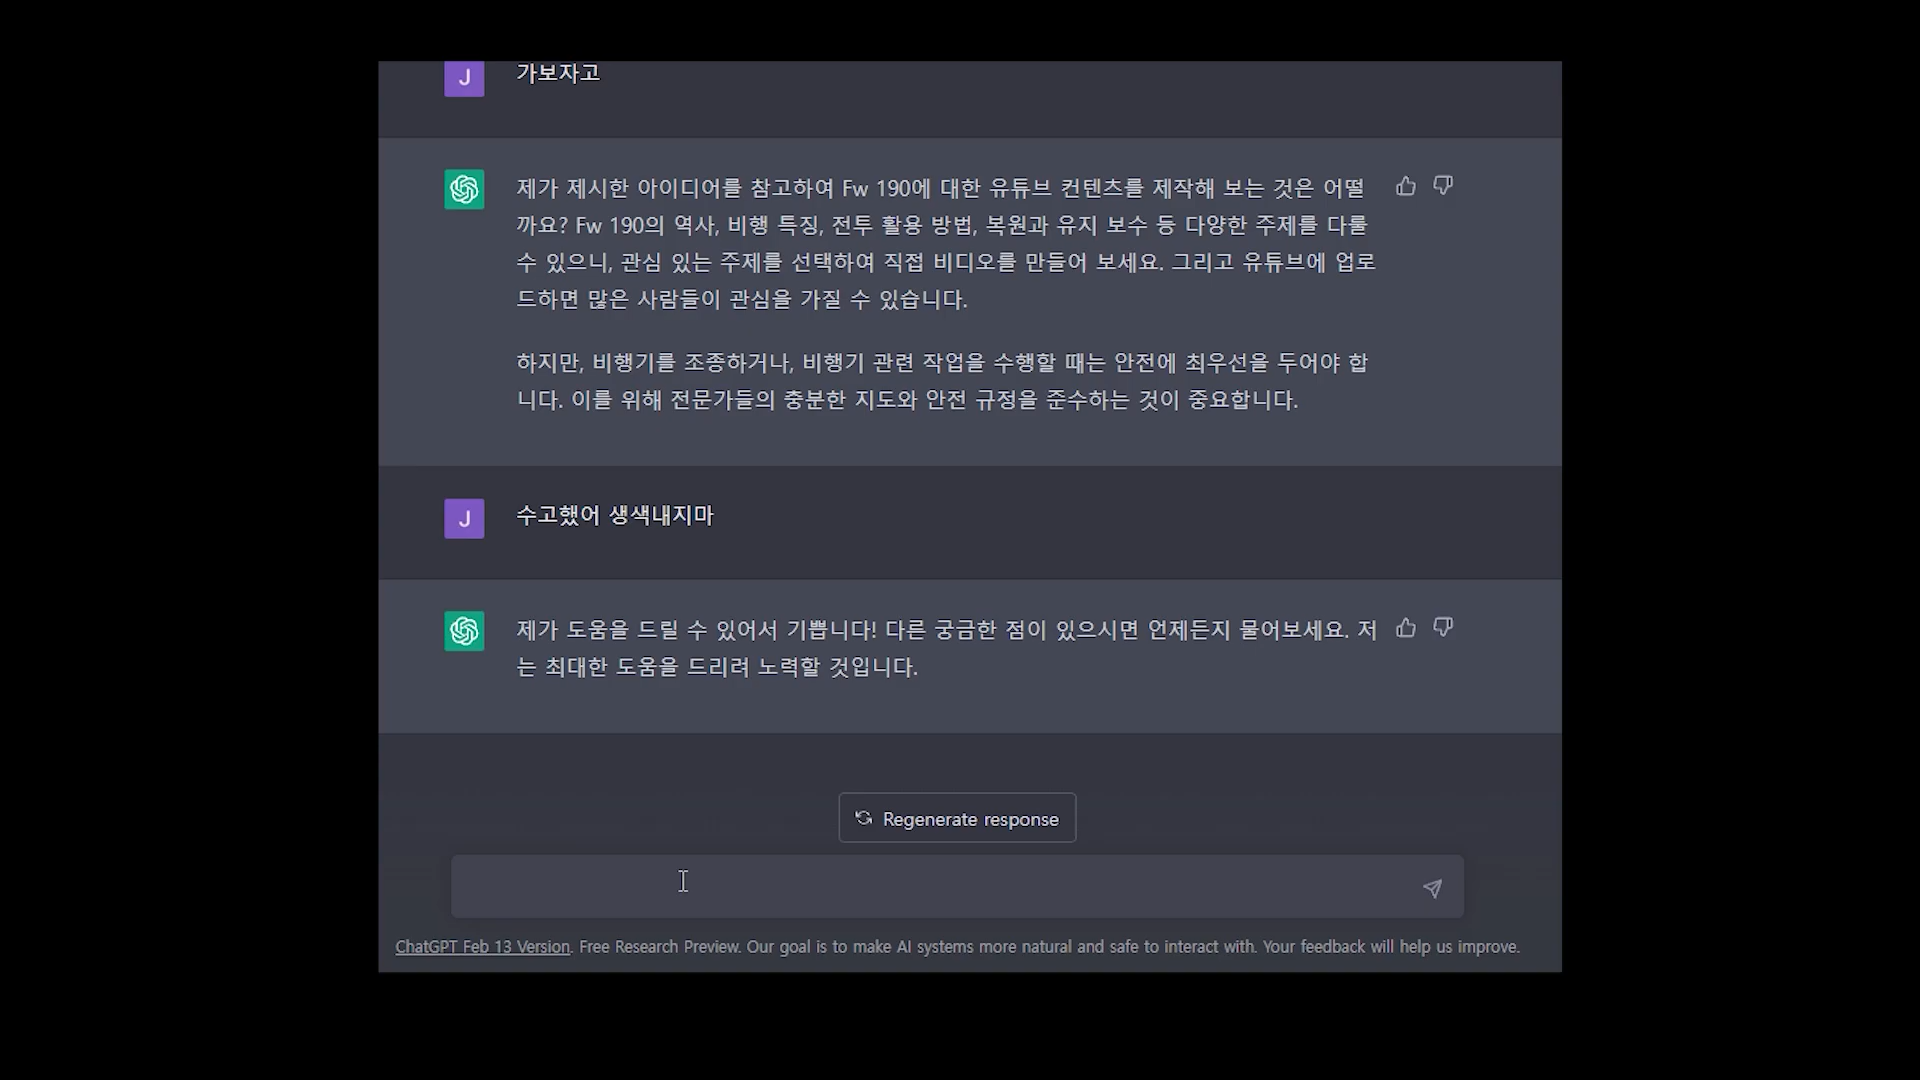 J
가보자고
제가 제시한 아이디어를 참고하여 Fw 190에 대한 유튜브 컨텐츠를 제작해 보는 것은 어떨
까요? Fw 190의 역사, 비행 특징, 전투 활용 방법, 복원과 유지 보수 등 다양한 주제를 다룰
수 있으니, 관심 있는 주제를 선택하여 직접 비디오를 만들어 보세요. 그리고 유튜브에 업로
드하면 많은 사람들이 관심을 가질 수 있습니다.
하지만, 비행기를 조종하거나, 비행기 관련 작업을 수행할 때는 안전에 최우선을 두어야 합
니다. 이를 위해 전문가들의 충분한 지도와 안전 규정을 준수하는 것이 중요합니다.
J
수고했어 생색내지마
제가 도움을 드릴 수 있어서 기쁩니다! 다른 궁금한 점이 있으시면 언제든지 물어보세요. 저
는 최대한 도움을 드리려 노력할 것입니다.
Regenerate response
ChatGPT Feb 13 Version. Free Research Preview. Our goal is to make AI systems more natural and safe to interact with. Your feedback will help us improve.